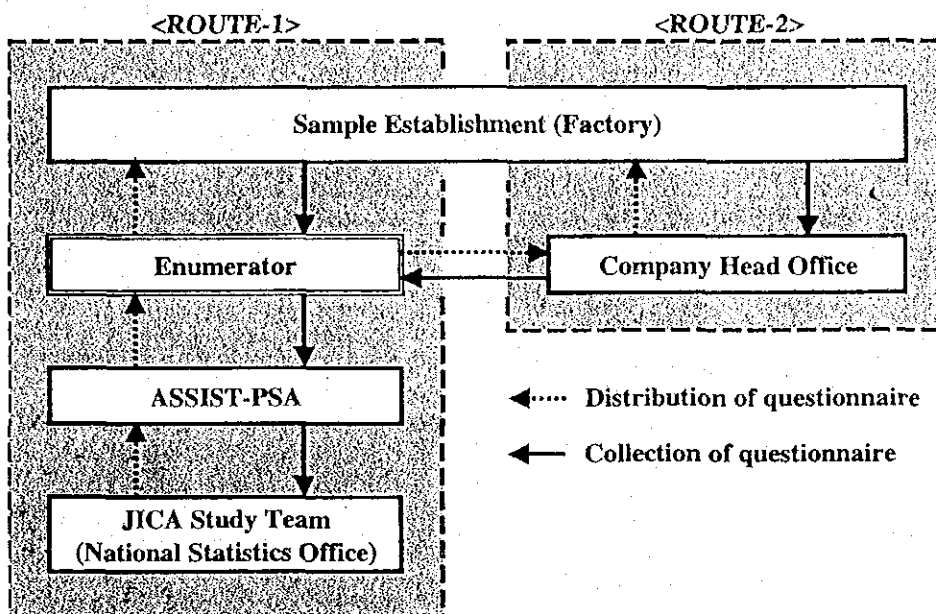 <ROUTE-1>
<ROUTE-2>
Sample Establishment (Factory)
Enumerator
Company Head Office
ASSIST-PSA
Distribution of questionnaire
Collection of questionnaire
JICA Study Team
(National Statistics Office)